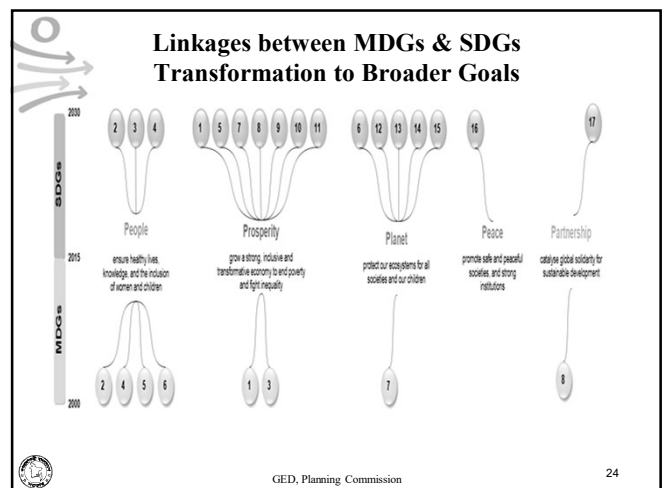 Linkages between MDGs & SDGs
Transformation to Broader Goals
2030
2 3 4 1 5 7 8 9 10 11 6 12 13 14 15 16 17
SDGs
People
ensure healthy lives,
knowledge, and the inclusion
of women and children
Prosperity
grow a strong, inclusive and
transformative economy to end poverty
and fight inequality
Planet
protect our ecosystems for all
societies and our children
Peace
promote safe and peaceful
societies, and strong
institutions
Partnership
catalyse global solidarity for
sustainable development
2015
MDGs
2 4 5 6 1 3 7 8
2000
GED, Planning Commission
24